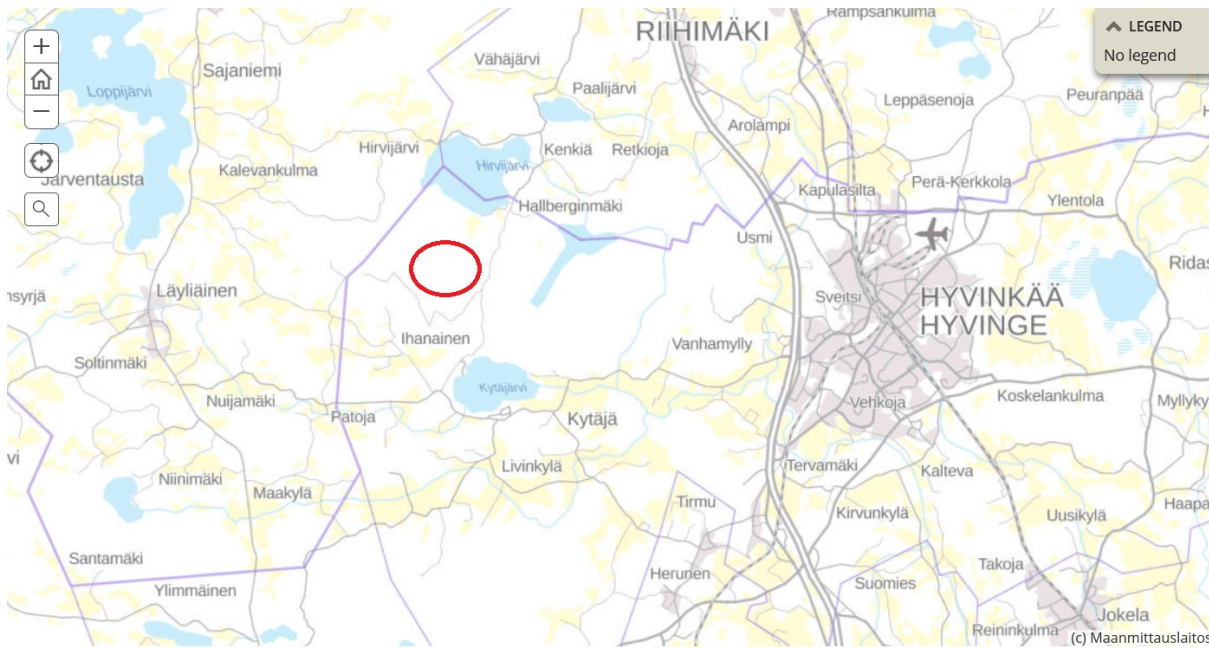 RIIHIMÄKI
Rampsankulma
LEGEND
No legend
Vähäjärvi
Sajaniemi
Loppijärvi
Paalijärvi
Leppäsenoja
Peuranpää
Arolampi
Hirvijärvi
Kenkiä
Retkioja
Hirvijärvi
Kalevankulma
Järventausta
Kapulasilta
Perä-Kerkkola
Ylentola
Hallberginmäki
Usmi
Ridas
nsyrjä
Läyliäinen
Sveitsi
HYVINKÄÄ
HYVINGE
Ihanainen
Vanhamylly
Soltinmäki
Kytäjärvi
Nuijamäki
Patoja
Kytäjä
Vehkoja
Koskelankulma
Myllyky
vi
Livinkylä
Tervamäki
Kalteva
Niinimäki
Maakylä
Tirmu
Kirvunkylä
Uusikylä
Haapa
Santamäki
Ylimmäinen
Herunen
Suomies
Takoja
Jokela
Reininkulma
(c) Maanmittauslaitos